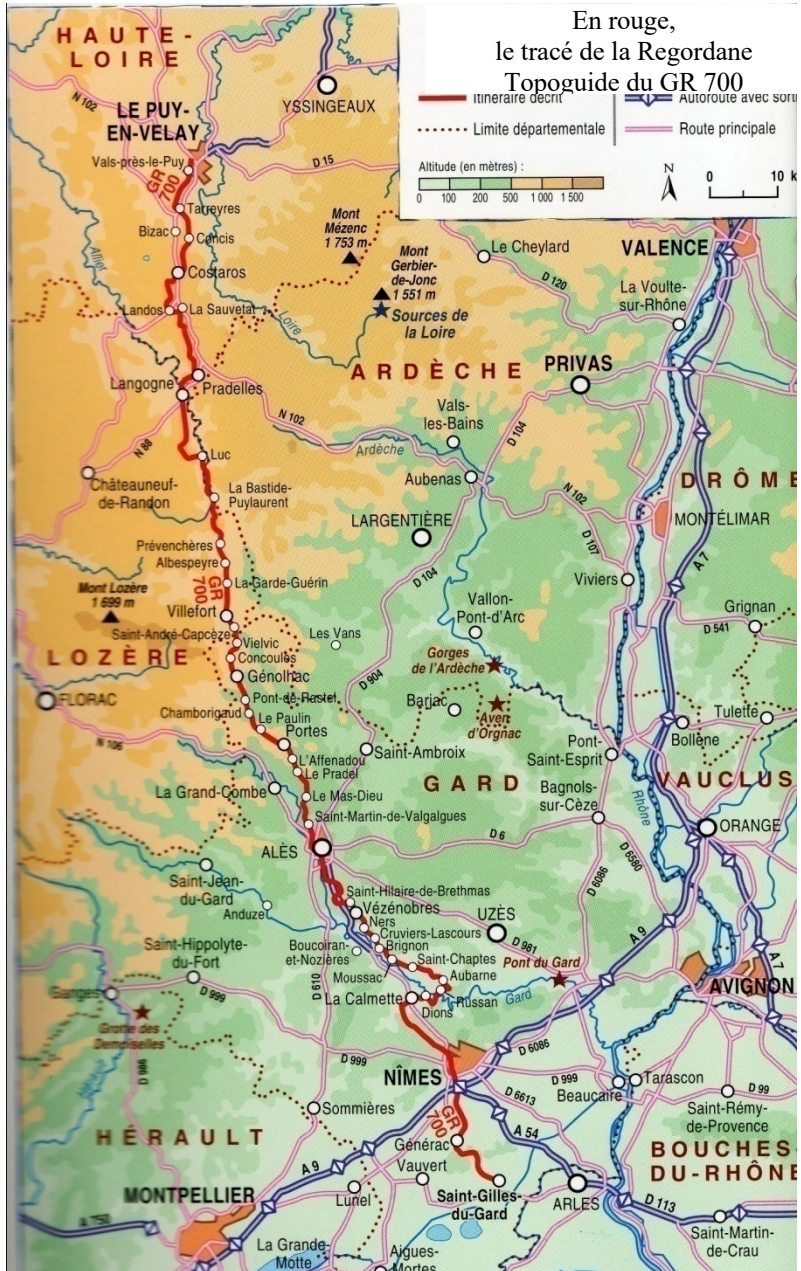 En rouge,
le tracé de la Regordane
Topoguide du GR 700
Itinéraire décrit
Autoroute avec sorti
Limite départementale
Route principale
Altitude (en mètres) :
0 100 200 500 1 000 1 500
N
0 10 k
HAUTE-
LOIRE
N 102
YSSINGEAUX
LE PUY-
EN-VELAY
Vals-près-le-Puy
D 15
GR
700
Tarreyres
Bizac
Concis
Allier
Costaros
Mont
Mézenc
1 753 m
Mont
Gerbier-
de-Jonc
1 551 m
Sources de
la Loire
Loire
Le Cheylard
D 120
VALENCE
La Voulte-
sur-Rhône
Landos
La Sauvetat
ARDÈCHE
PRIVAS
Langogne
Pradelles
N 102
Vals-
les-Bains
D 104
Ardèche
N 88
Luc
Châteauneuf-
de-Randon
Aubenas
N 102
DRÔME
La Bastide-
Puylaurent
LARGENTIÈRE
MONTÉLIMAR
Prévenchères
Albespeyre
D 104
D 107
A 7
GR
700
La-Garde-Guérin
Viviers
Mont Lozère
1 699 m
Villefort
Vallon-
Pont-d'Arc
Grignan
D 541
Saint-André-Capcèze
Vielvic
Les Vans
LOZÈRE
Concoules
Gorges
de l'Ardèche
Génolhac
FLORAC
Pont-de-Rastel
D 904
Barjac
Aven
d'Orgnac
Tulette
Chamborigaud
Le Paulin
Bollène
N 106
Portes
Saint-Ambroix
Pont-
Saint-Esprit
L'Affenadou
Le Pradel
GARD
VAUCLUS
La Grand-Combe
Le Mas-Dieu
Bagnols-
sur-Cèze
Rhône
Saint-Martin-de-Valgalgues
D 6
ORANGE
ALÈS
D 6580
D 6086
Saint-Jean-
du-Gard
Saint-Hilaire-de-Brethmas
Anduze
Vézénobres
UZÈS
Ners
Cruviers-Lascours
D 981
A 9
A 7
Saint-Hippolyte-
du-Fort
Boucoiran-
et-Nozières
Brignon
Moussac
Saint-Chaptes
Pont du Gard
D 610
Aubarne
Ganges
D 999
La Calmette
Russan
Gard
AVIGNON
Dions
Grotte des
Demoiselles
D 986
D 999
D 6086
NÎMES
D 999
Tarascon
Beaucaire
D 99
D 6613
Sommières
Saint-Rémy-
de-Provence
HÉRAULT
GR
700
A 54
Générac
BOUCHES-
DU-RHÔNE
A 9
Vauvert
MONTPELLIER
Lunel
Saint-Gilles-
du-Gard
ARLES
D 113
A 750
Saint-Martin-
de-Crau
La Grande-
Motte
Aigues-
Mortes